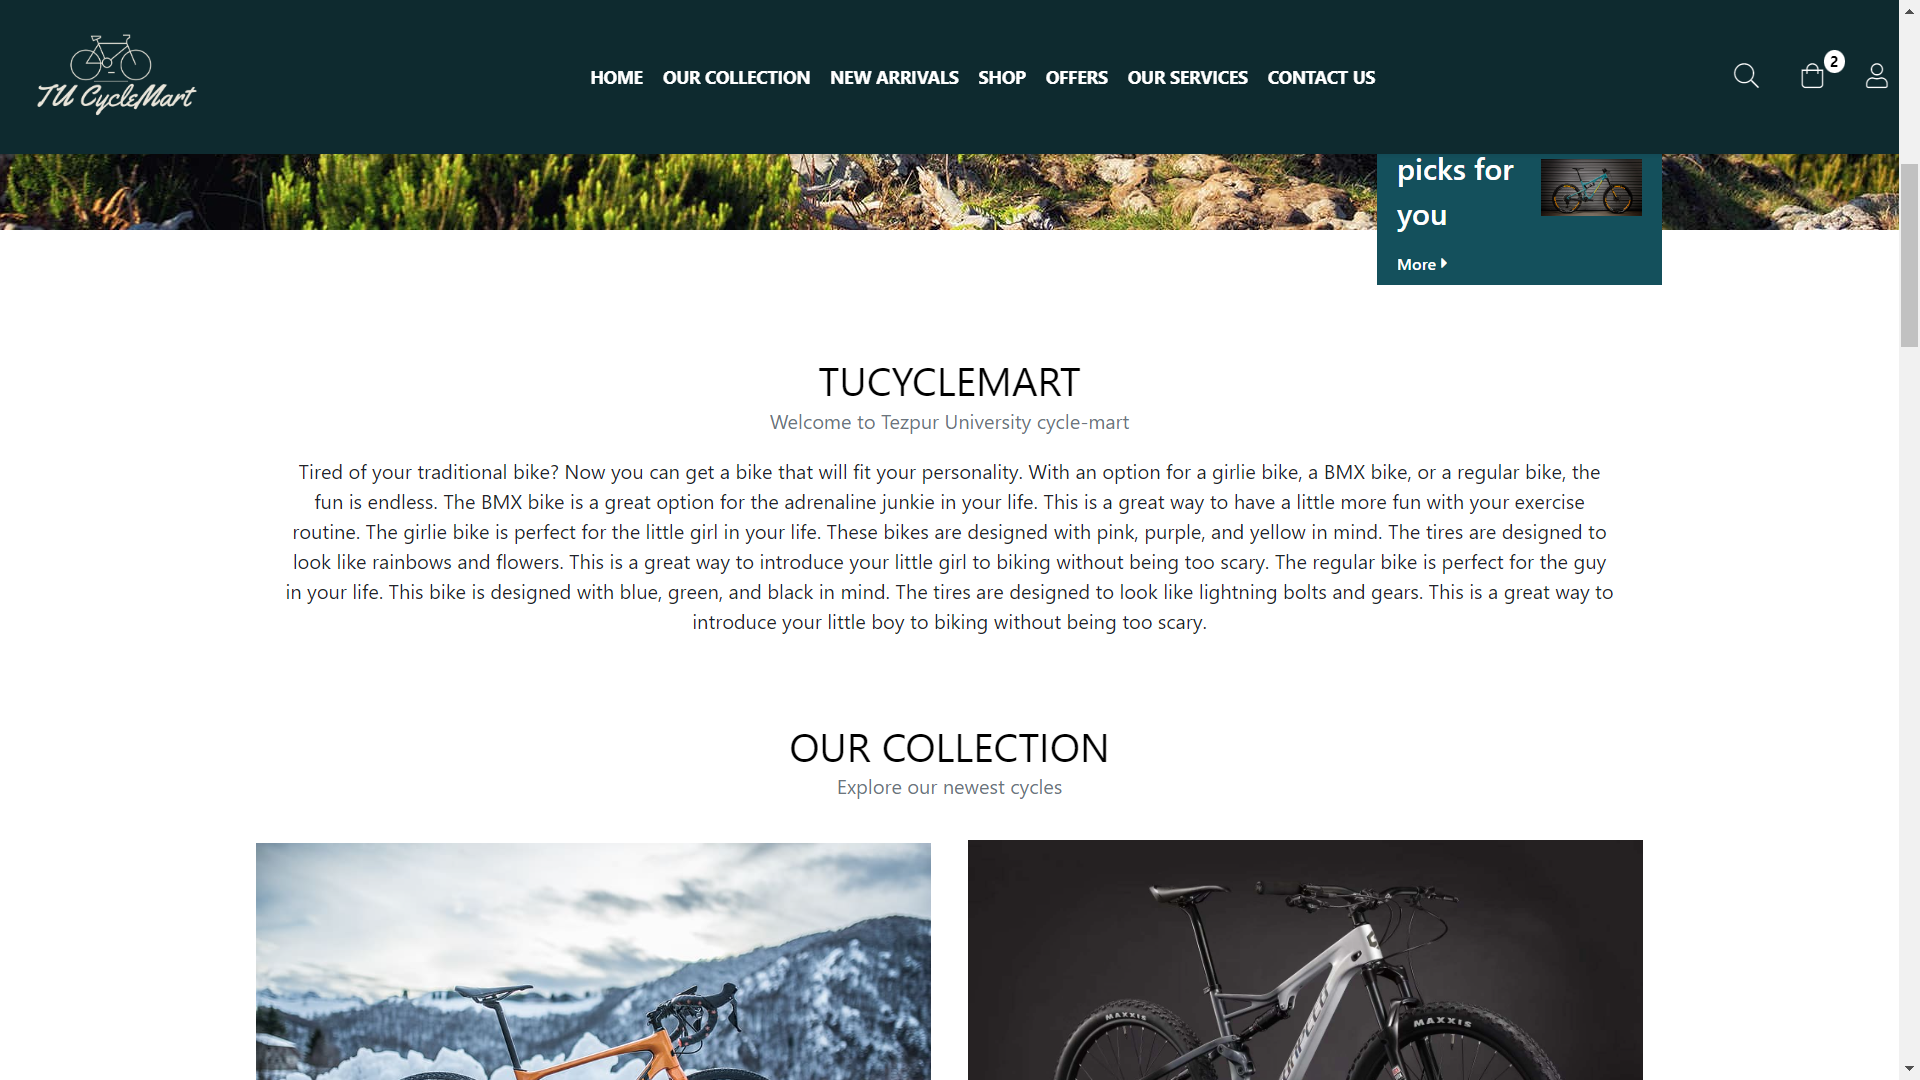 TU CycleMart
HOME OUR COLLECTION NEW ARRIVALS SHOP OFFERS OUR SERVICES CONTACT US
2
picks for
you
More
TUCYCLEMART
Welcome to Tezpur University cycle-mart
Tired of your traditional bike? Now you can get a bike that will fit your personality. With an option for a girlie bike, a BMX bike, or a regular bike, the
fun is endless. The BMX bike is a great option for the adrenaline junkie in your life. This is a great way to have a little more fun with your exercise
routine. The girlie bike is perfect for the little girl in your life. These bikes are designed with pink, purple, and yellow in mind. The tires are designed to
look like rainbows and flowers. This is a great way to introduce your little girl to biking without being too scary. The regular bike is perfect for the guy
in your life. This bike is designed with blue, green, and black in mind. The tires are designed to look like lightning bolts and gears. This is a great way to
introduce your little boy to biking without being too scary.
OUR COLLECTION
Explore our newest cycles
MAXXIS
MAXXIS